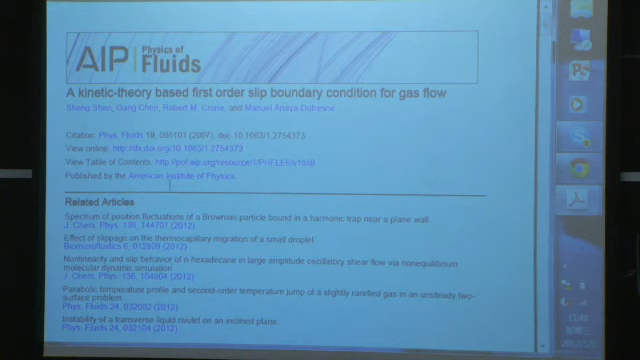 AIP | Physics of Fluids
A kinetic-theory based first order slip boundary condition for gas flow
Sheng Shen, Gang Chen, Robert M. Crone, and Manuel Anaya-Dufresne
Citation: Phys. Fluids 19, 086101 (2007); doi: 10.1063/1.2754373
View online: http://dx.doi.org/10.1063/1.2754373
View Table of Contents: http://pof.aip.org/resource/1/PHFLE6/v19/i8
Published by the American Institute of Physics.
Related Articles
Spectrum of position fluctuations of a Brownian particle bound in a harmonic trap near a plane wall
J. Chem. Phys. 136, 144701 (2012)
Effect of slippage on the thermocapillary migration of a small droplet
Biomicrofluidics 6, 012809 (2012)
Nonlinearity and slip behavior of n-hexadecane in large amplitude oscillatory shear flow via nonequilibrium
molecular dynamic simulation
J. Chem. Phys. 136, 104904 (2012)
Parabolic temperature profile and second-order temperature jump of a slightly rarefied gas in an unsteady two-
surface problem
Phys. Fluids 24, 032002 (2012)
Instability of a transverse liquid rivulet on an inclined plane
Phys. Fluids 24, 032104 (2012)
星期三